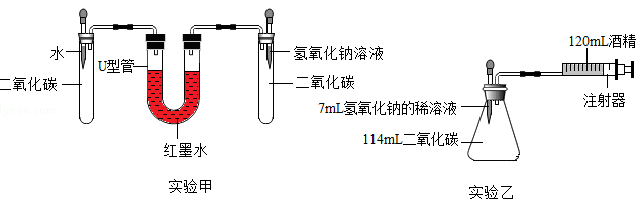 水
二氧化碳
U型管
红墨水
氢氧化钠溶液
二氧化碳
实验甲
120mL酒精
注射器
7mL氢氧化钠的稀溶液
114mL二氧化碳
实验乙